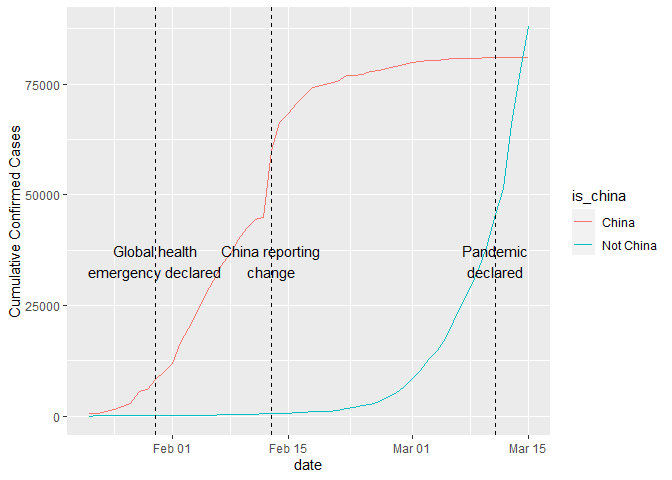 Cumulative Confirmed Cases
75000
50000
25000
0
Global health
emergency declared
China reporting
change
Pandemic
declared
Feb 01
Feb 15
Mar 01
Mar 15
date
is_china
China
Not China